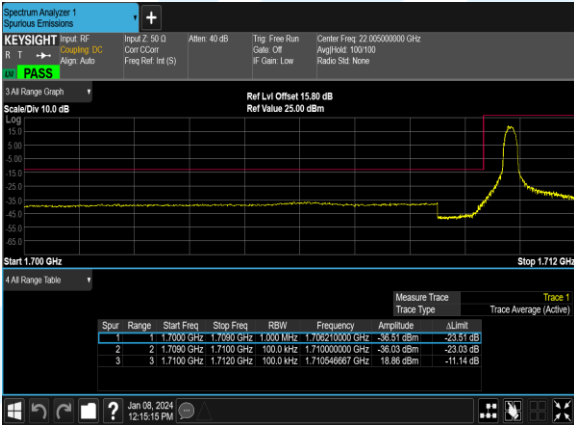 Spectrum Analyzer 1
Spurious Emissions
+
KEYSIGHT Input: RF Input Z: 50 Ω Atten: 40 dB Trig: Free Run Center Freq: 22.005000000 GHz
R T Coupling: DC Corr CCorr Gate: Off Avg|Hold: 100/100
Align: Auto Freq Ref: Int (S) IF Gain: Low Radio Std: None
PASS
3 All Range Graph
Ref Lvl Offset 15.80 dB
Scale/Div 10.0 dB Ref Value 25.00 dBm
Log
15.0
5.00
-5.00
-15.0
-25.0
-35.0
-45.0
-55.0
-65.0
Start 1.700 GHz Stop 1.712 GHz
4 All Range Table
Measure Trace Trace 1
Trace Type Trace Average (Active)
Spur Range Start Freq Stop Freq RBW Frequency Amplitude ΔLimit
1 1 1.7000 GHz 1.7090 GHz 1.000 MHz 1.706210000 GHz -36.51 dBm -23.51 dB
2 2 1.7090 GHz 1.7100 GHz 100.0 kHz 1.710000000 GHz -36.03 dBm -23.03 dB
3 3 1.7100 GHz 1.7120 GHz 100.0 kHz 1.710546667 GHz 18.86 dBm -11.14 dB
? Jan 08, 2024
12:15:15 PM